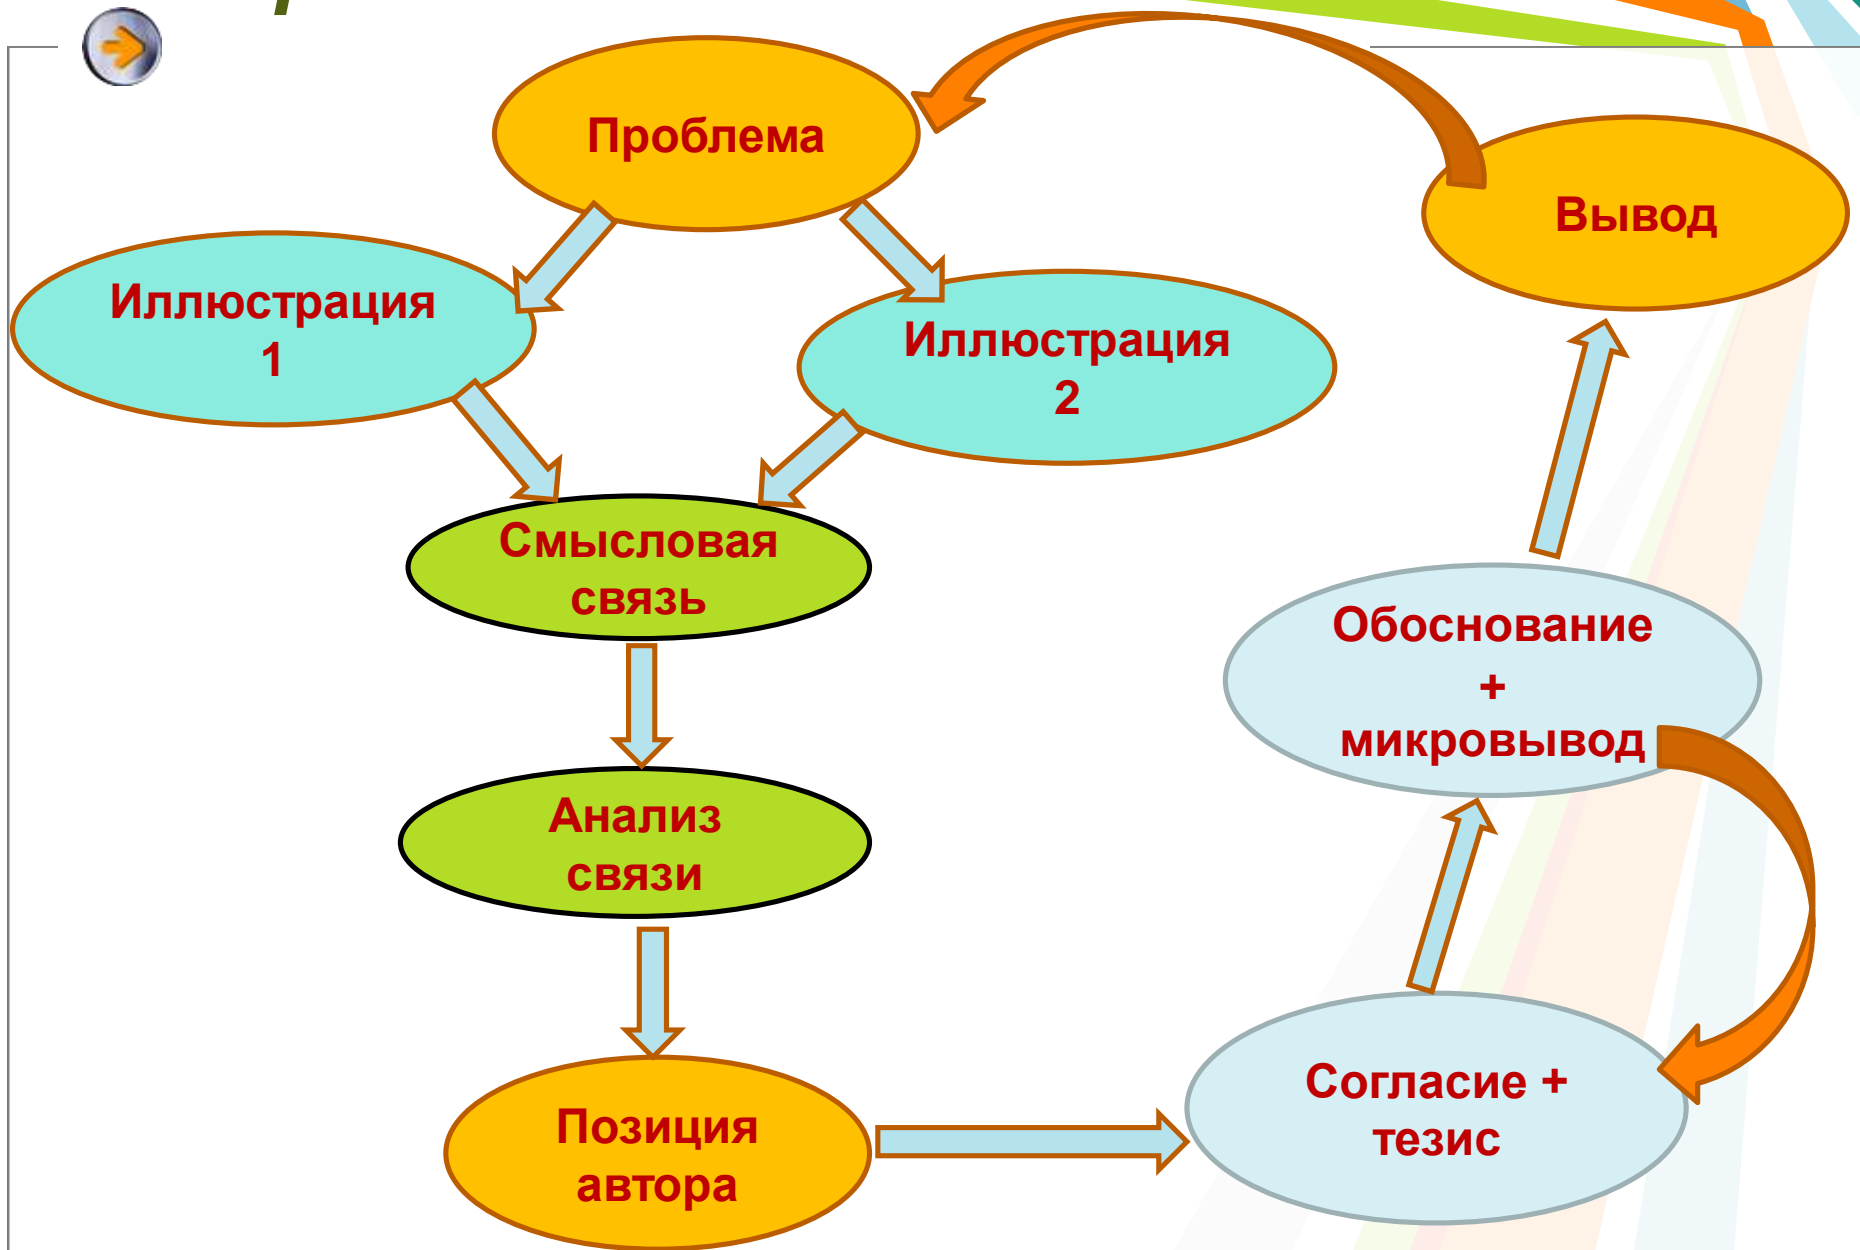 Проблема
Вывод
Иллюстрация
1
Иллюстрация
2
Смысловая
связь
Обоснование
+
микровывод
Анализ
связи
Согласие +
тезис
Позиция
автора